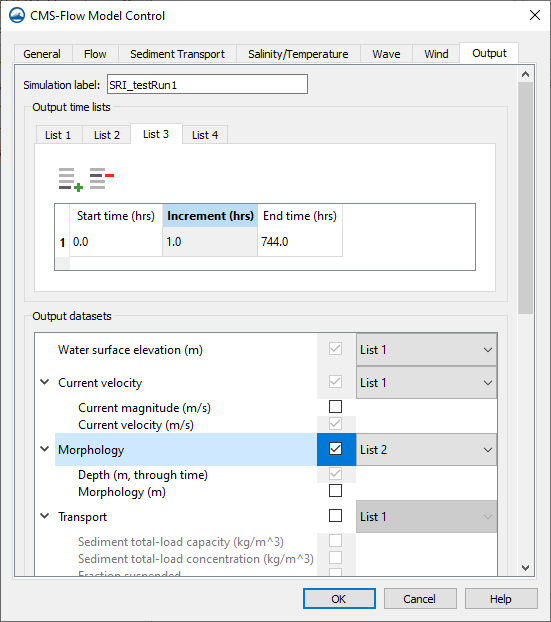 CMS-Flow Model Control
General Flow Sediment Transport Salinity/Temperature Wave Wind Output
Simulation label: SRI_testRun1
Output time lists
List 1 List 2 List 3 List 4
Start time (hrs) Increment (hrs) End time (hrs)
1 0.0 1.0 744.0
Output datasets
Water surface elevation (m) List 1
Current velocity List 1
Current magnitude (m/s)
Current velocity (m/s)
Morphology List 2
Depth (m, through time)
Morphology (m)
Transport List 1
Sediment total-load capacity (kg/m^3)
Sediment total-load concentration (kg/m^3)
Fraction suspended
OK Cancel Help